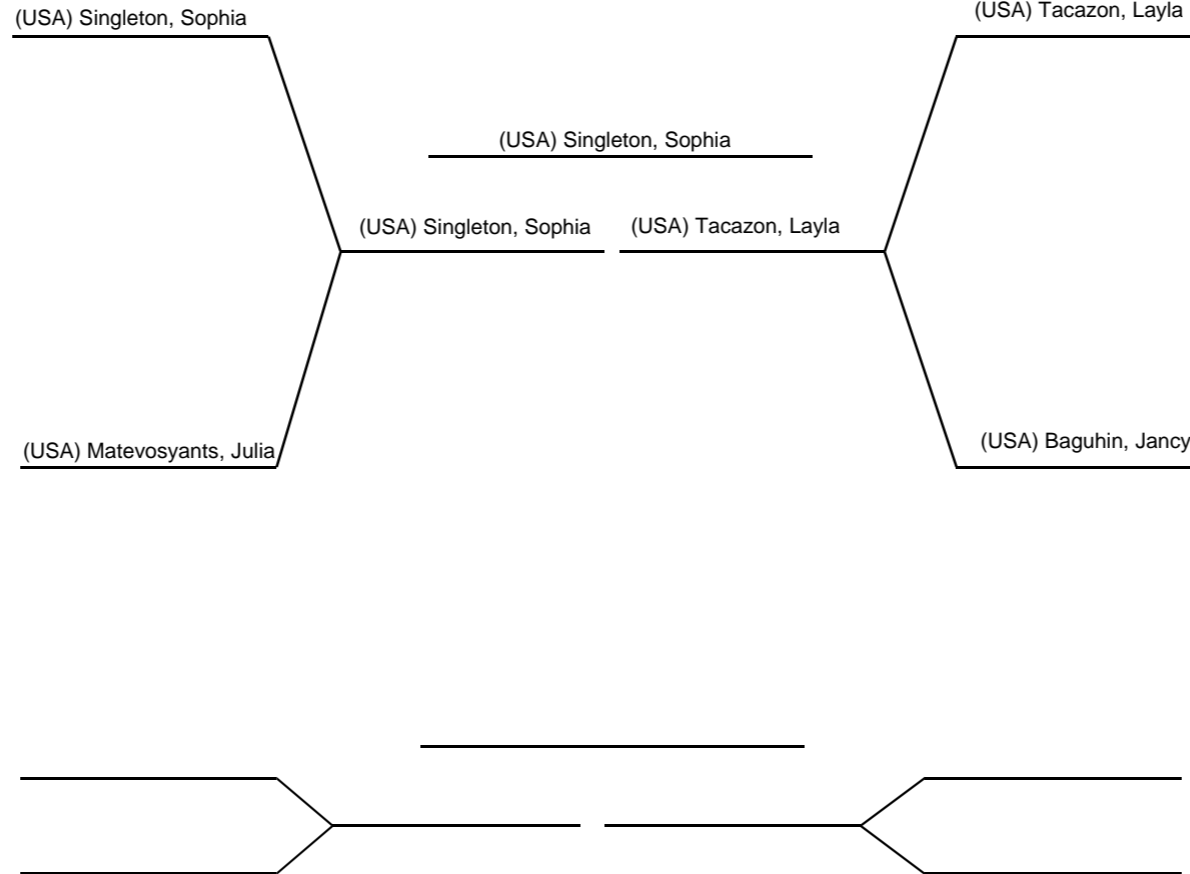 (USA) Singleton, Sophia
(USA) Tacazon, Layla
(USA) Singleton, Sophia
(USA) Singleton, Sophia
(USA) Tacazon, Layla
(USA) Matevosyants, Julia
(USA) Baguhin, Jancy